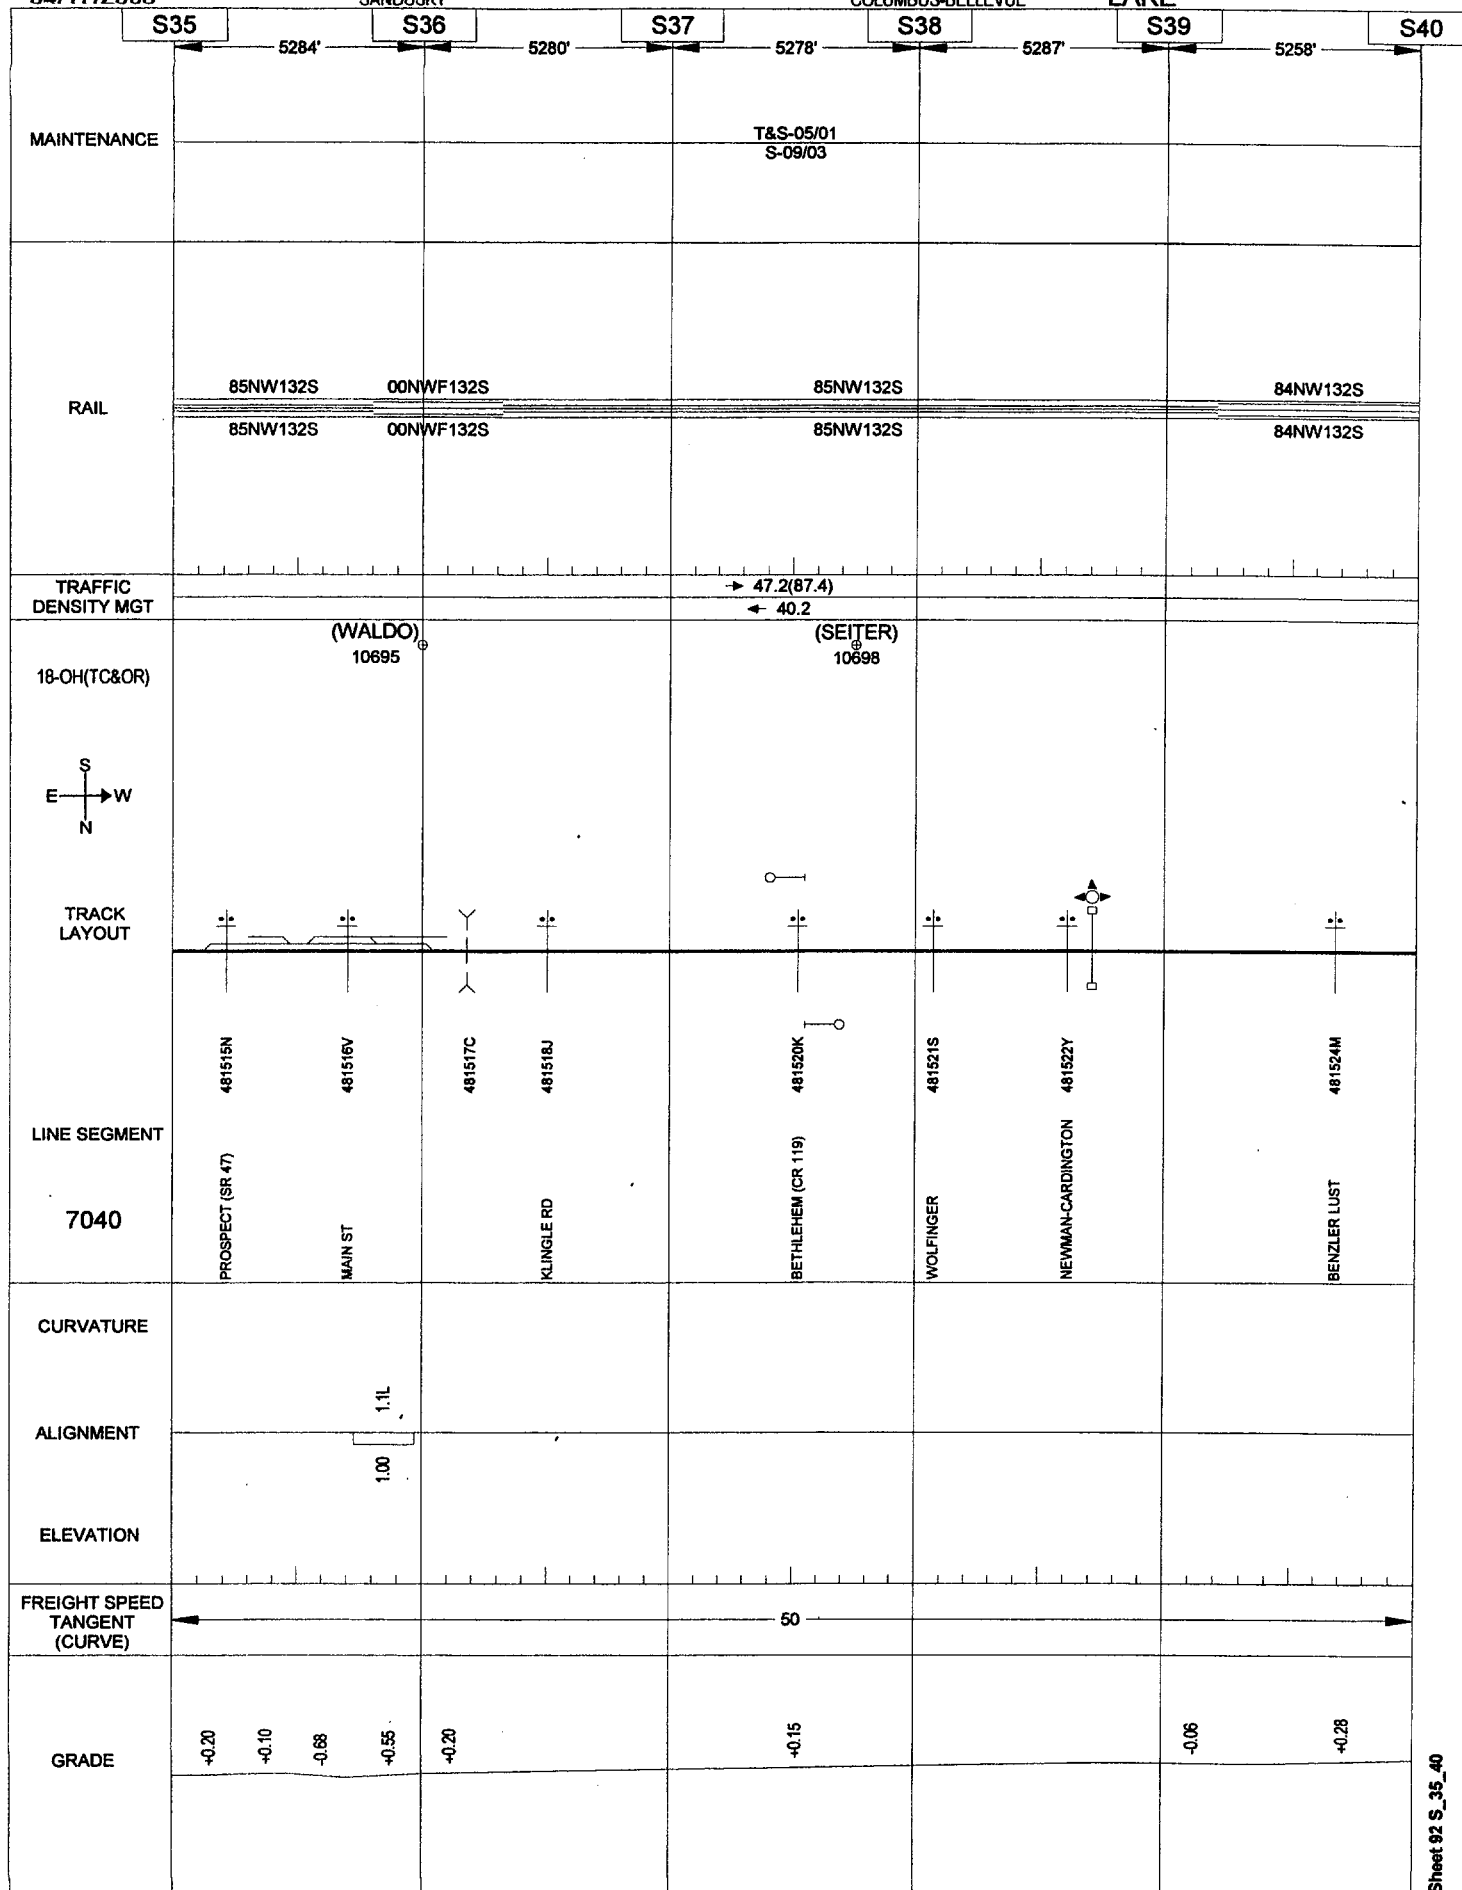 SANDUSKY
COLUMBUS-BELLEVUE
LAKE
S35 S36 S37 S38 S39 S40
5284' 5280' 5278' 5287' 5258'
MAINTENANCE
T&S-05/01
S-09/03
RAIL
85NW132S 00NWF132S 85NW132S 84NW132S
85NW132S 00NWF132S 85NW132S 84NW132S
TRAFFIC
DENSITY MGT
47.2(87.4)
40.2
(WALDO) (SEITER)
10695 10698
18-OH(TC&OR)
S
E W
N
TRACK
LAYOUT
481515N
481516V
481517C
481518J
481520K
481521S
481522Y
481524M
LINE SEGMENT
7040
PROSPECT (SR 47)
MAIN ST
KLINGLE RD
BETHLEHEM (CR 119)
WOLFINGER
NEWMAN-CARDINGTON
BENZLER LUST
CURVATURE
1.1L
ALIGNMENT
1.00
ELEVATION
FREIGHT SPEED
TANGENT
(CURVE)
50
GRADE
+0.20
+0.10
-0.68
+0.55
+0.20
+0.15
-0.06
+0.28
Sheet 92 S_35_40